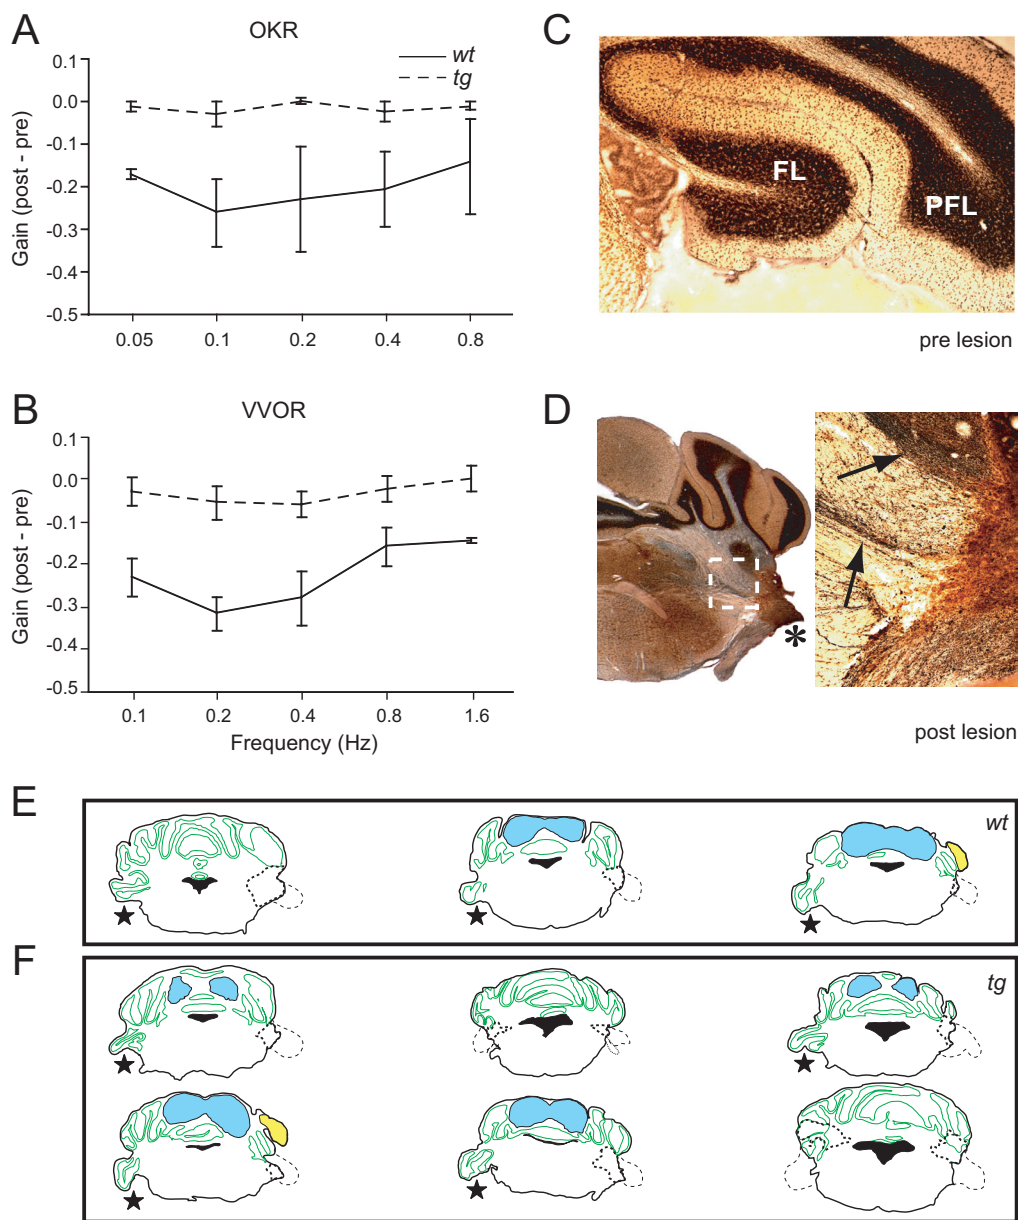 A
OKR
wt
tg
Gain (post - pre)
0.1
0.0
-0.1
-0.2
-0.3
-0.4
-0.5
0.05 0.1 0.2 0.4 0.8
B
VVOR
Gain (post - pre)
0.1
0.0
-0.1
-0.2
-0.3
-0.4
-0.5
0.1 0.2 0.4 0.8 1.6
Frequency (Hz)
C
FL
PFL
pre lesion
D
*
post lesion
E
wt
F
tg